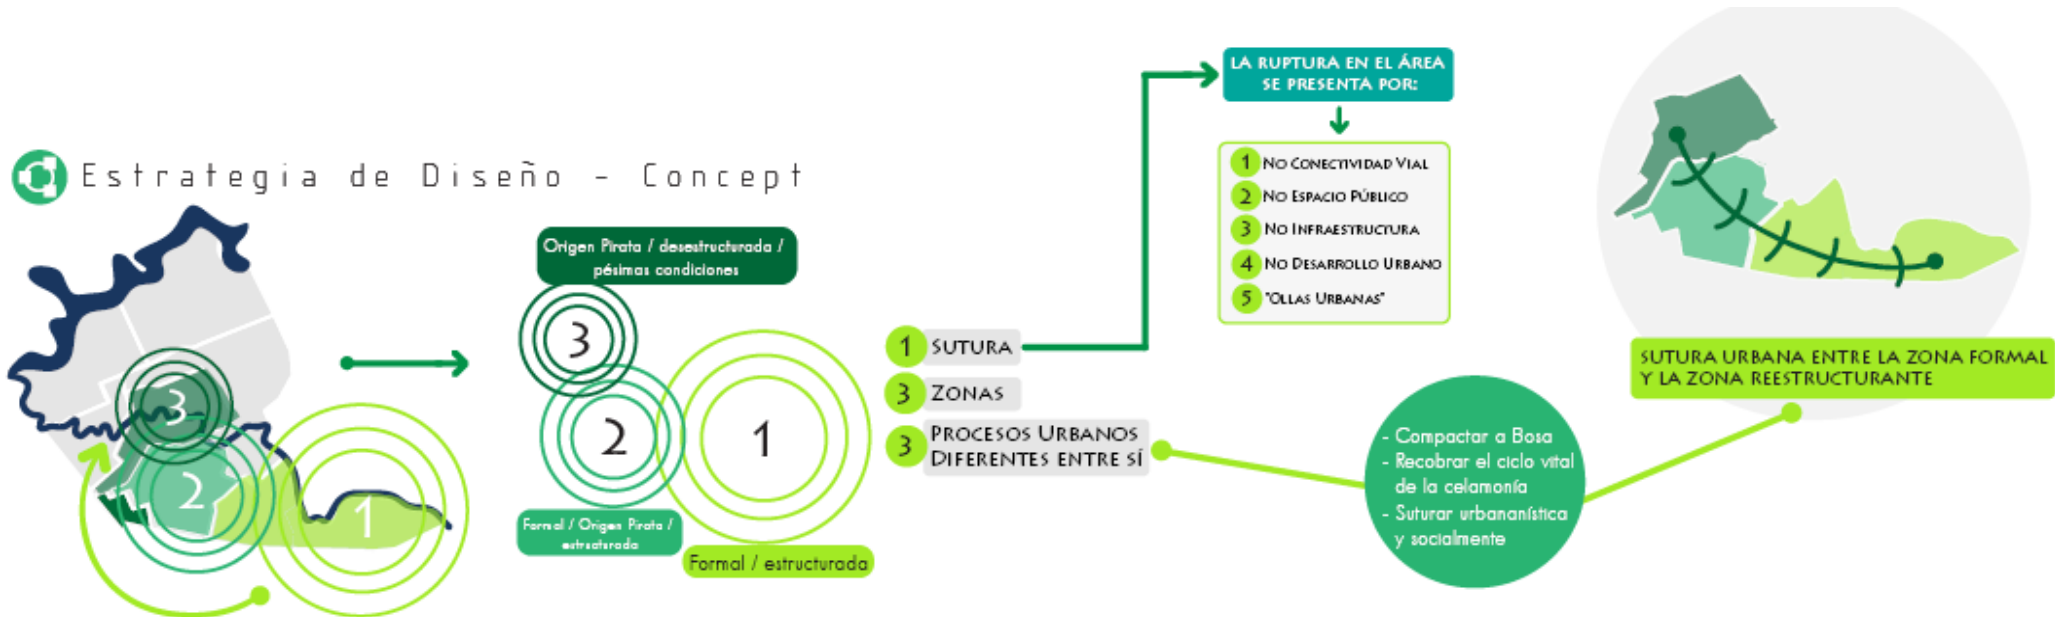 Estrategia de Diseño - Concept
3
2
1
Origen Pirata / desestructurada /
pésimas condiciones
3
2
1
Formal / Origen Pirata /
estructurada
Formal / estructurada
1 SUTURA
3 ZONAS
3 PROCESOS URBANOS
DIFERENTES ENTRE SÍ
LA RUPTURA EN EL ÁREA
SE PRESENTA POR:
1 NO CONECTIVIDAD VIAL
2 NO ESPACIO PÚBLICO
3 NO INFRAESTRUCTURA
4 NO DESARROLLO URBANO
5 "OLLAS URBANAS"
- Compactar a Bosa
- Recobrar el ciclo vital
de la celamonía
- Suturar urbananística
y socialmente
SUTURA URBANA ENTRE LA ZONA FORMAL
Y LA ZONA REESTRUCTURANTE